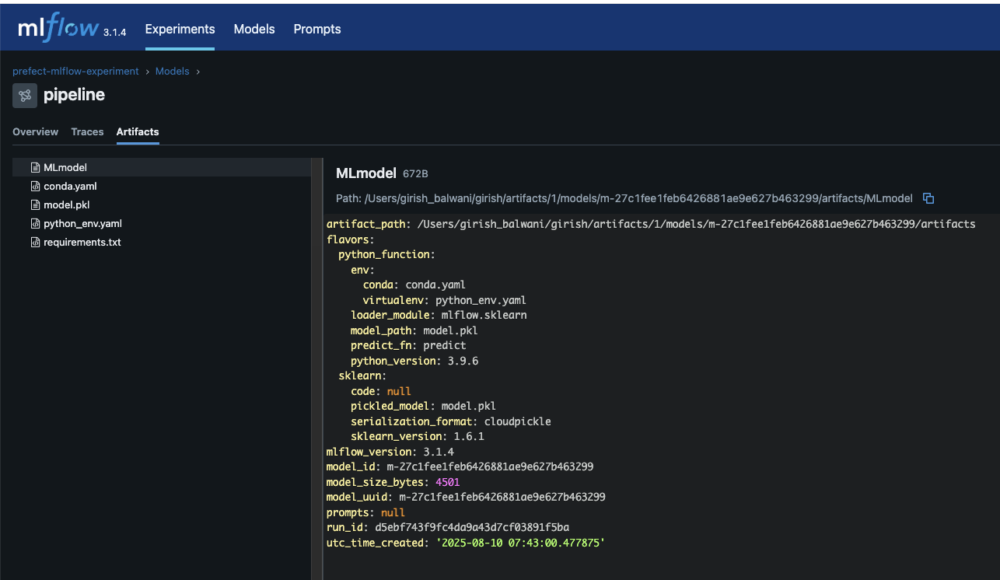 mlflow 3.1.4 Experiments Models Prompts
prefect-mlflow-experiment › Models ›
pipeline
Overview Traces Artifacts
MLmodel
conda.yaml
model.pkl
python_env.yaml
requirements.txt
MLmodel 672B
Path: /Users/girish_balwani/girish/artifacts/1/models/m-27c1fee1feb6426881ae9e627b463299/artifacts/MLmodel
artifact_path: /Users/girish_balwani/girish/artifacts/1/models/m-27c1fee1feb6426881ae9e627b463299/artifacts
flavors:
  python_function:
    env:
      conda: conda.yaml
      virtualenv: python_env.yaml
    loader_module: mlflow.sklearn
    model_path: model.pkl
    predict_fn: predict
    python_version: 3.9.6
  sklearn:
    code: null
    pickled_model: model.pkl
    serialization_format: cloudpickle
    sklearn_version: 1.6.1
mlflow_version: 3.1.4
model_id: m-27c1fee1feb6426881ae9e627b463299
model_size_bytes: 4501
model_uuid: m-27c1fee1feb6426881ae9e627b463299
prompts: null
run_id: d5ebf743f9fc4da9a43d7cf03891f5ba
utc_time_created: '2025-08-10 07:43:00.477875'